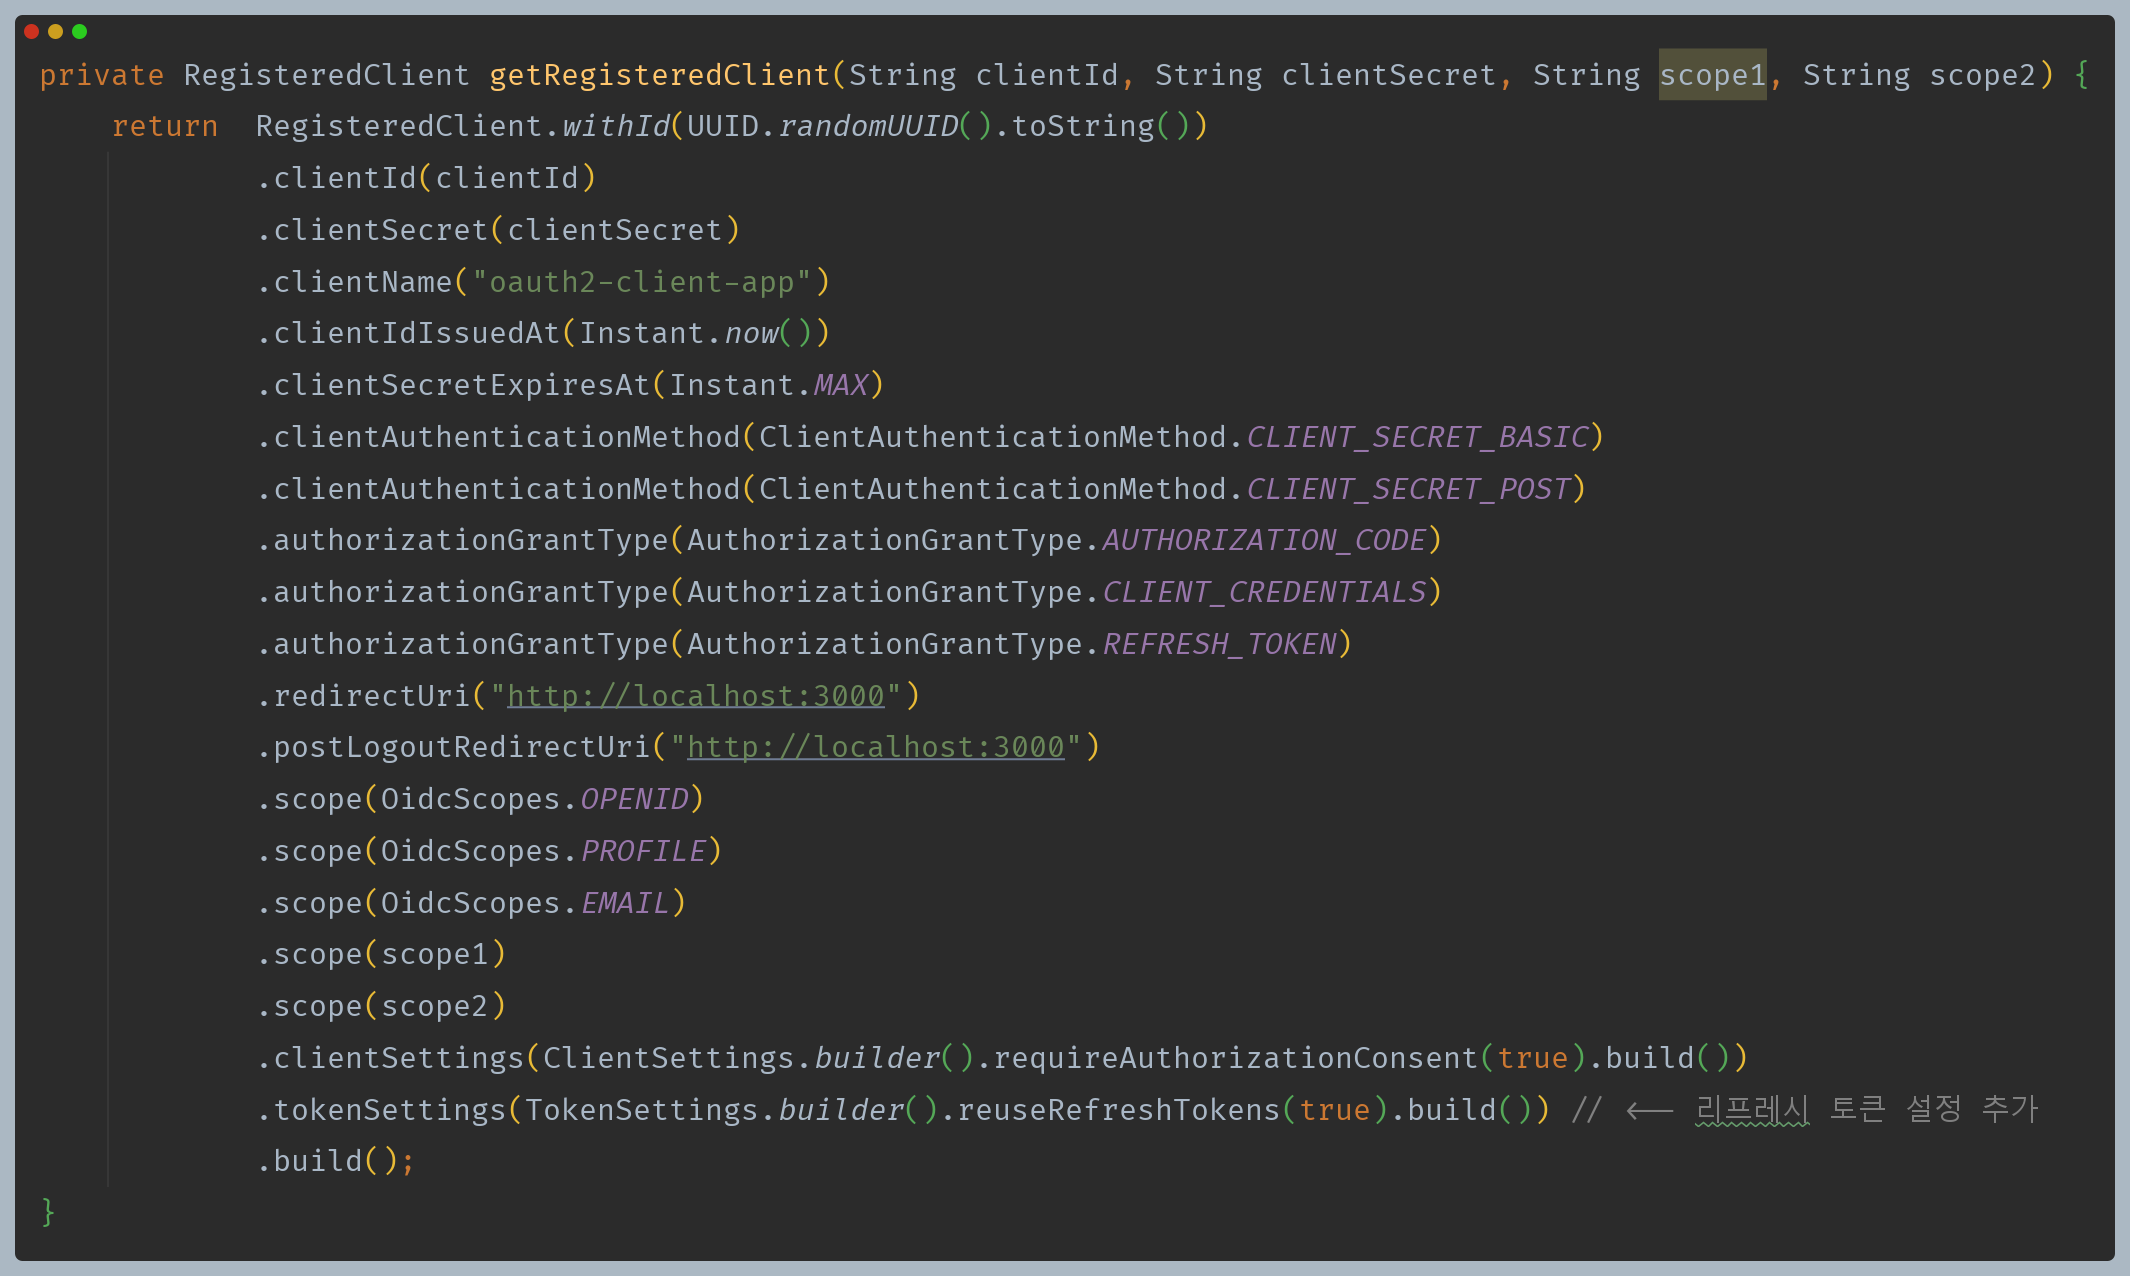 private RegisteredClient getRegisteredClient(String clientId, String clientSecret, String scope1, String scope2) {
    return  RegisteredClient.withId(UUID.randomUUID().toString())
            .clientId(clientId)
            .clientSecret(clientSecret)
            .clientName("oauth2-client-app")
            .clientIdIssuedAt(Instant.now())
            .clientSecretExpiresAt(Instant.MAX)
            .clientAuthenticationMethod(ClientAuthenticationMethod.CLIENT_SECRET_BASIC)
            .clientAuthenticationMethod(ClientAuthenticationMethod.CLIENT_SECRET_POST)
            .authorizationGrantType(AuthorizationGrantType.AUTHORIZATION_CODE)
            .authorizationGrantType(AuthorizationGrantType.CLIENT_CREDENTIALS)
            .authorizationGrantType(AuthorizationGrantType.REFRESH_TOKEN)
            .redirectUri("http://localhost:3000")
            .postLogoutRedirectUri("http://localhost:3000")
            .scope(OidcScopes.OPENID)
            .scope(OidcScopes.PROFILE)
            .scope(OidcScopes.EMAIL)
            .scope(scope1)
            .scope(scope2)
            .clientSettings(ClientSettings.builder().requireAuthorizationConsent(true).build())
            .tokenSettings(TokenSettings.builder().reuseRefreshTokens(true).build()) // <-- 리프레시 토큰 설정 추가
            .build();
}